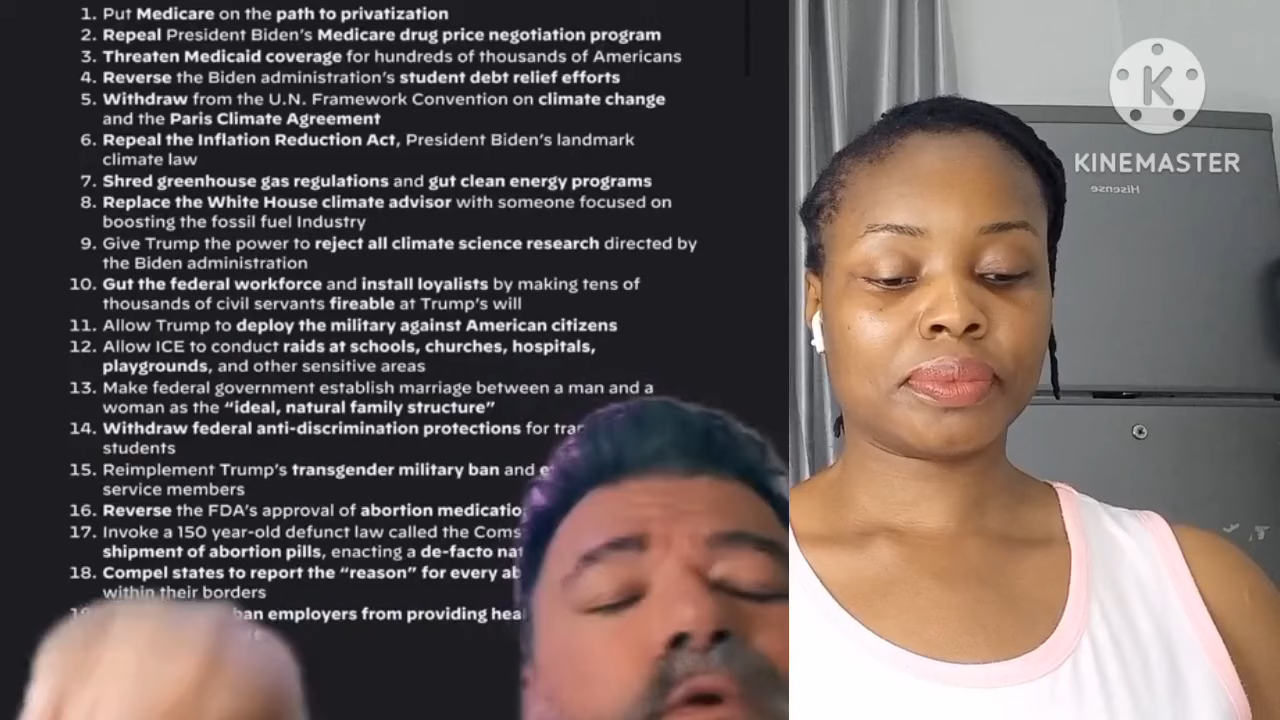 1. Put Medicare on the path to privatization
2. Repeal President Biden's Medicare drug price negotiation program
3. Threaten Medicaid coverage for hundreds of thousands of Americans
4. Reverse the Biden administration's student debt relief efforts
5. Withdraw from the U.N. Framework Convention on climate change
and the Paris Climate Agreement
6. Repeal the Inflation Reduction Act, President Biden's landmark
climate law
7. Shred greenhouse gas regulations and gut clean energy programs
8. Replace the White House climate advisor with someone focused on
boosting the fossil fuel Industry
9. Give Trump the power to reject all climate science research directed by
the Biden administration
10. Gut the federal workforce and install loyalists by making tens of
thousands of civil servants fireable at Trump's will
11. Allow Trump to deploy the military against American citizens
12. Allow ICE to conduct raids at schools, churches, hospitals,
playgrounds, and other sensitive areas
13. Make federal government establish marriage between a man and a
woman as the "ideal, natural family structure"
14. Withdraw federal anti-discrimination protections for
students
15. Reimplement Trump's transgender military ban and
service members
16. Reverse the FDA's approval of abortion
17. Invoke a 150 year-old defunct law called the
shipment of abortion pills, enacting a de-facto
18. Compel states to report the "reason" for every
within their borders
19. ban employers from providing
K
KINEMASTER
Hisense